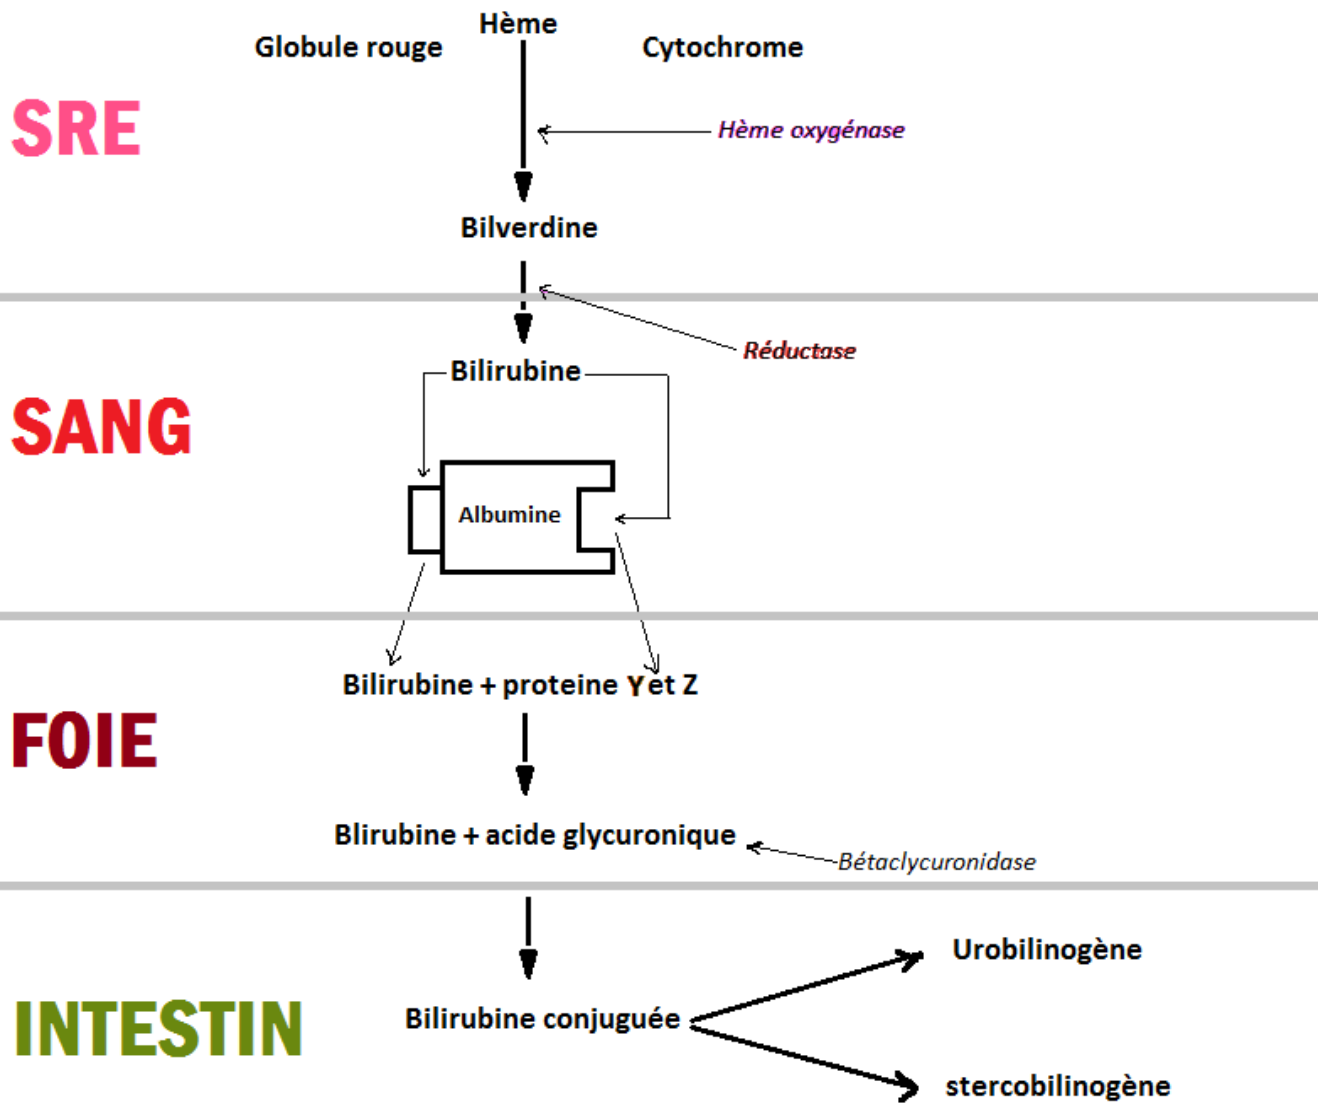 Hème
Globule rouge
Cytochrome
SRE
Hème oxygénase
Bilverdine
Réductase
Bilirubine
SANG
Albumine
Bilirubine + proteine Y et Z
FOIE
Blirubine + acide glycuronique
Bétaclycuronidase
Urobilinogène
INTESTIN
Bilirubine conjuguée
stercobilinogène